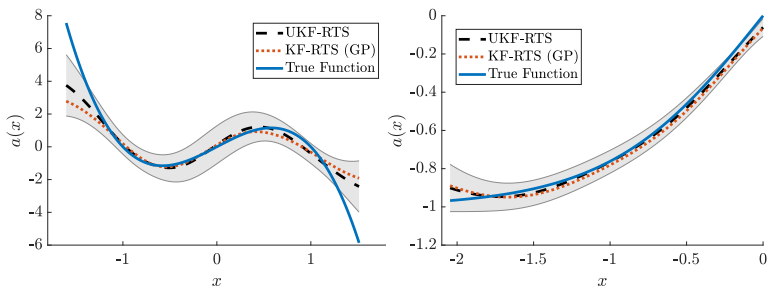 8
6
4
2
0
-2
-4
-6
a(x)
-1
0
1
x
UKF-RTS
KF-RTS (GP)
True Function
0
-0.2
-0.4
-0.6
-0.8
-1
-1.2
a(x)
-2
-1.5
-1
-0.5
0
x
UKF-RTS
KF-RTS (GP)
True Function